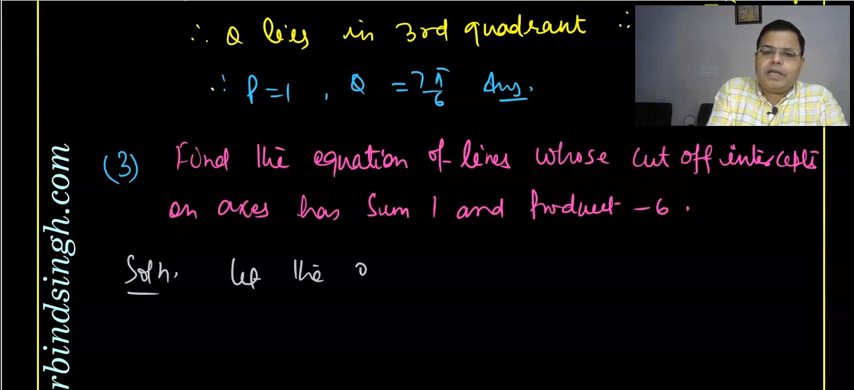 ∴ Q lies in 3rd quadrant ∴
∴ P=1 , Q = 7π/6 Ans.
(3) Find the equation of lines whose cut off intercepts
on axes has Sum 1 and Product -6 .
Soln. Let the
rbindsingh.com